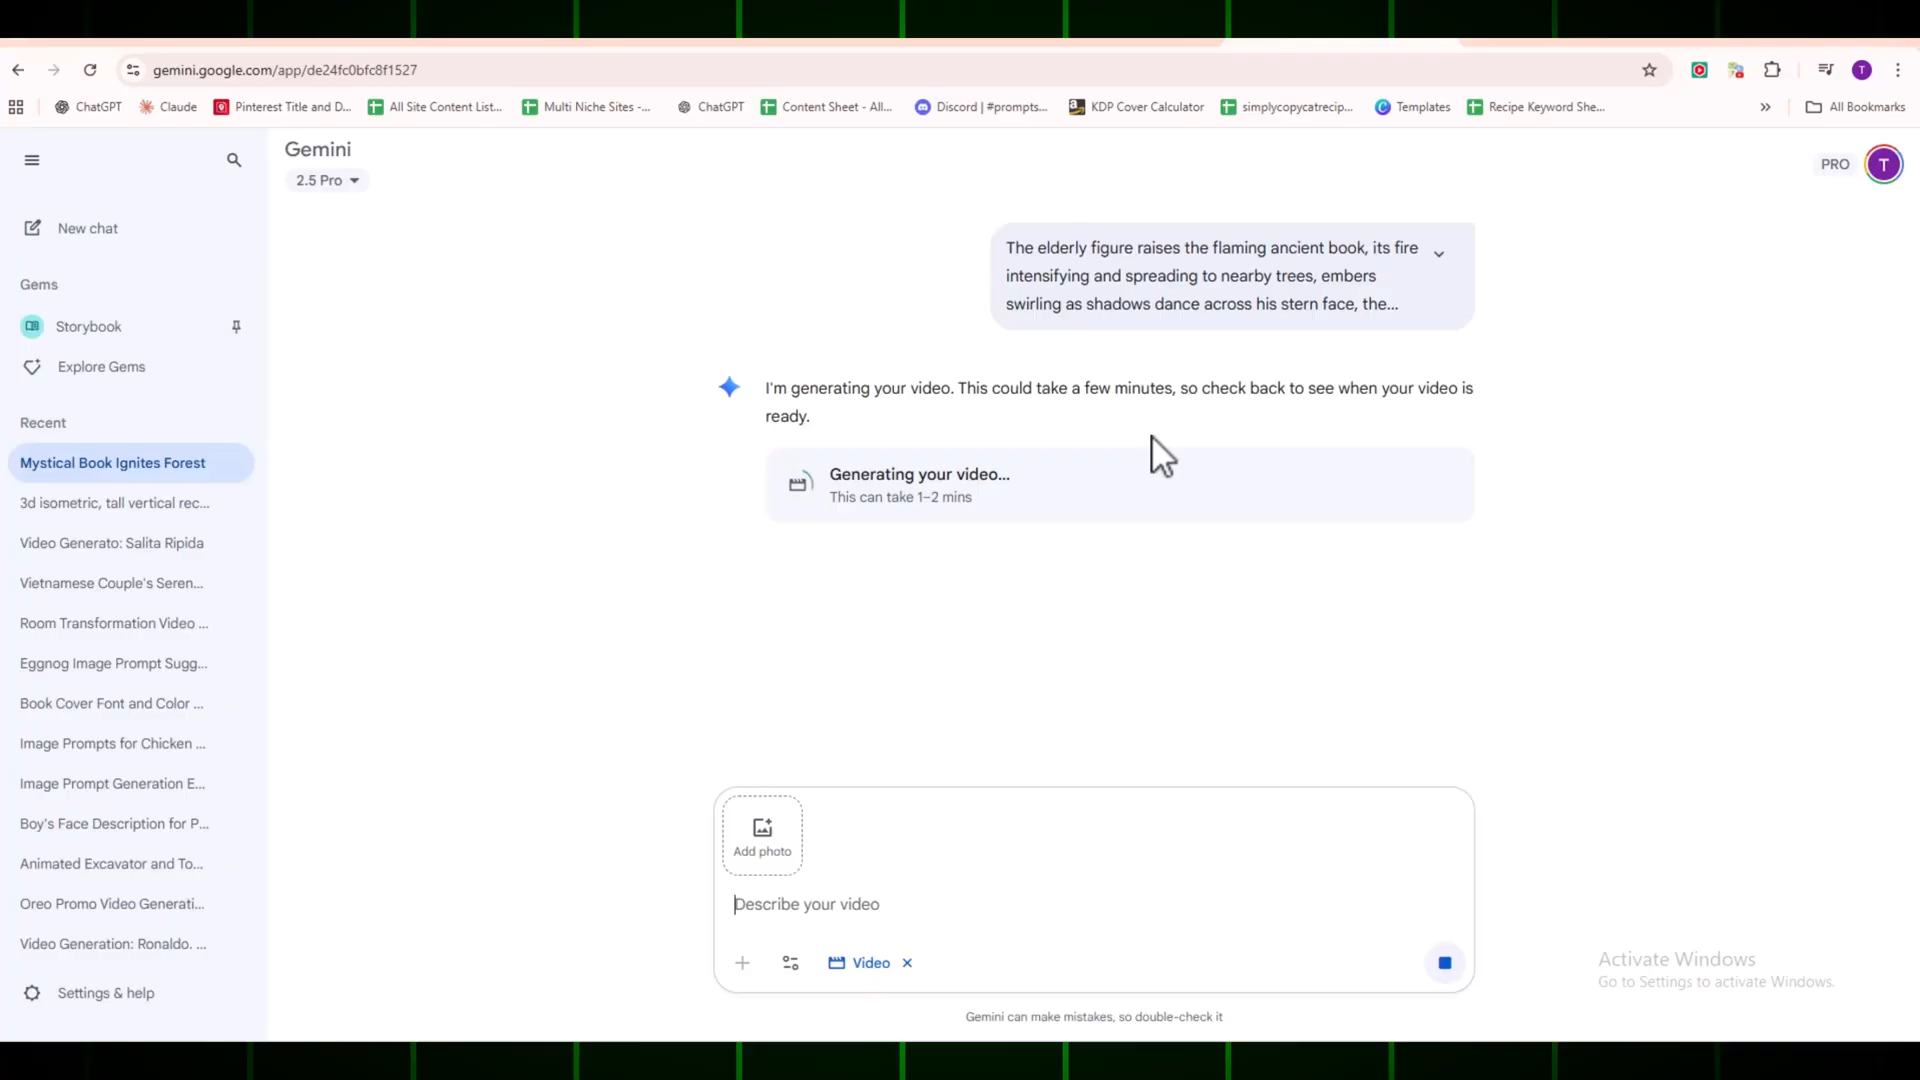 gemini.google.com/app/de24fc0bfc8f1527
T
ChatGPT
Claude
Pinterest Title and D...
All Site Content List...
Multi Niche Sites -...
ChatGPT
Content Sheet - All...
Discord | #prompts...
KDP Cover Calculator
simplycopycatrecip...
Templates
Recipe Keyword She...
»
All Bookmarks
Gemini
2.5 Pro
PRO
T
New chat
Gems
Storybook
Explore Gems
Recent
Mystical Book Ignites Forest
3d isometric, tall vertical rec...
Video Generato: Salita Ripida
Vietnamese Couple's Seren...
Room Transformation Video ...
Eggnog Image Prompt Sugg...
Book Cover Font and Color ...
Image Prompts for Chicken ...
Image Prompt Generation E...
Boy's Face Description for P...
Animated Excavator and To...
Oreo Promo Video Generati...
Video Generation: Ronaldo. ...
Settings & help
The elderly figure raises the flaming ancient book, its fire
intensifying and spreading to nearby trees, embers
swirling as shadows dance across his stern face, the...
I'm generating your video. This could take a few minutes, so check back to see when your video is
ready.
Generating your video...
This can take 1–2 mins
Add photo
Describe your video
Video
Gemini can make mistakes, so double-check it
Activate Windows
Go to Settings to activate Windows.